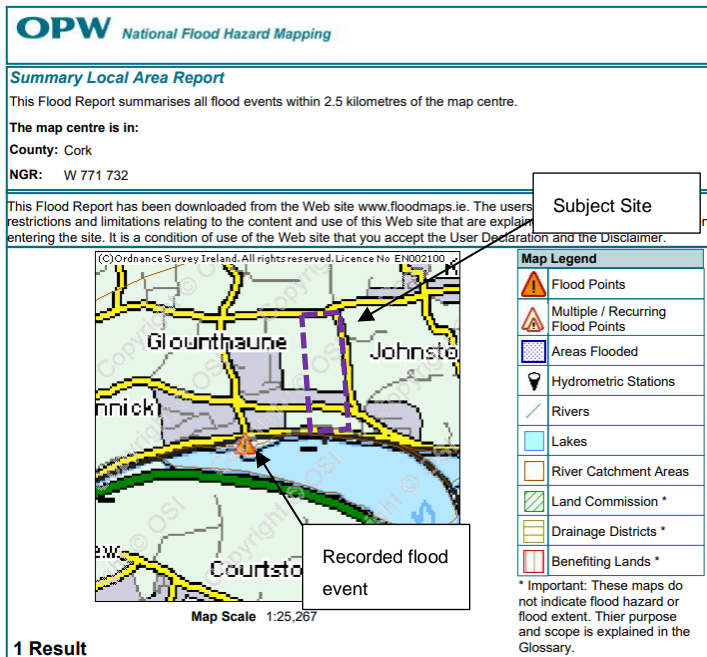 OPW National Flood Hazard Mapping
Summary Local Area Report
This Flood Report summarises all flood events within 2.5 kilometres of the map centre.
The map centre is in:
County: Cork
NGR: W 771 732
This Flood Report has been downloaded from the Web site www.floodmaps.ie. The users
restrictions and limitations relating to the content and use of this Web site that are explain
entering the site. It is a condition of use of the Web site that you accept the User Declaration and the Disclaimer.
Subject Site
(C)Ordnance Survey Ireland. All rights reserved. Licence No EN002100
Glounthaune
Johnsto
nnick
Courtsto
ew
Copyright © OSI
Recorded flood
event
Map Scale 1:25,267
Map Legend
Flood Points
Multiple / Recurring
Flood Points
Areas Flooded
Hydrometric Stations
Rivers
Lakes
River Catchment Areas
Land Commission *
Drainage Districts *
Benefiting Lands *
* Important: These maps do
not indicate flood hazard or
flood extent. Thier purpose
and scope is explained in the
Glossary.
1 Result